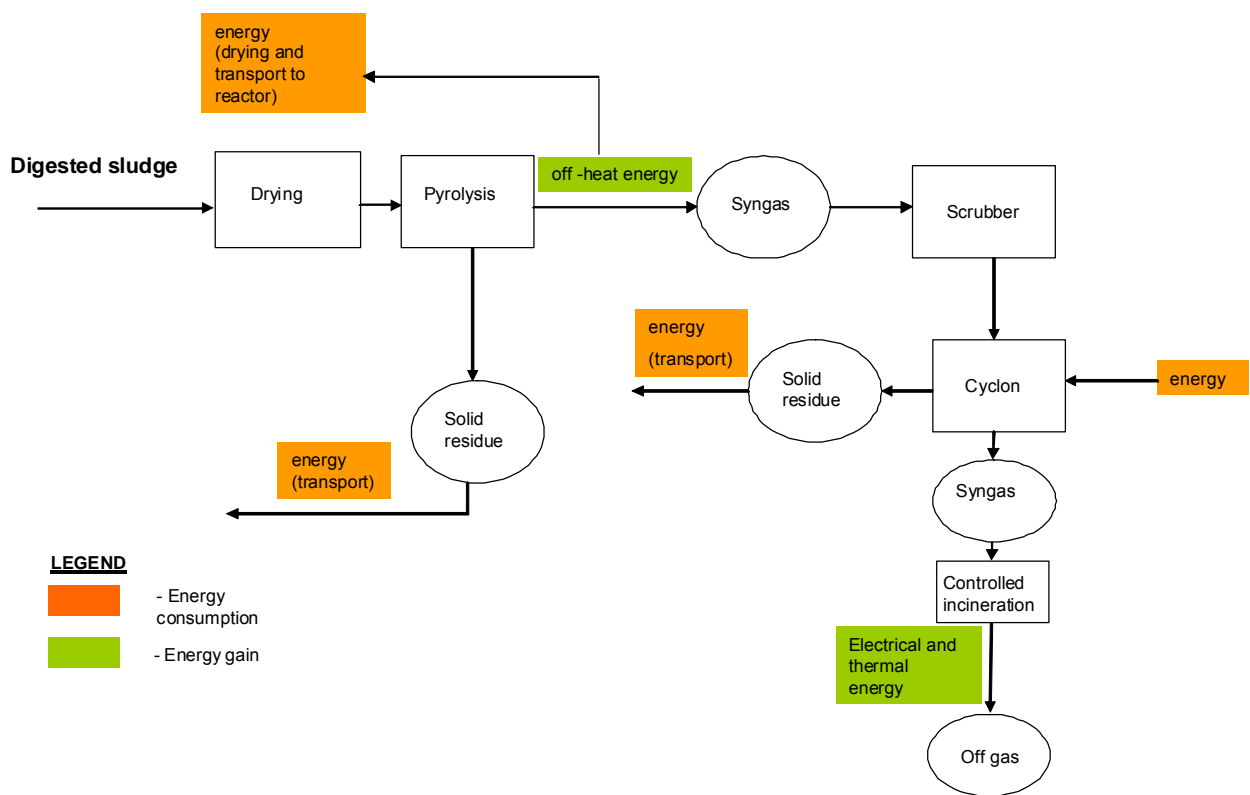 energy
(drying and
transport to
reactor)
Digested sludge
Drying
Pyrolysis
off -heat energy
Syngas
Scrubber
energy
(transport)
Solid
residue
Cyclon
energy
Solid
residue
energy
(transport)
Syngas
LEGEND
- Energy
consumption
- Energy gain
Controlled
incineration
Electrical and
thermal
energy
Off gas